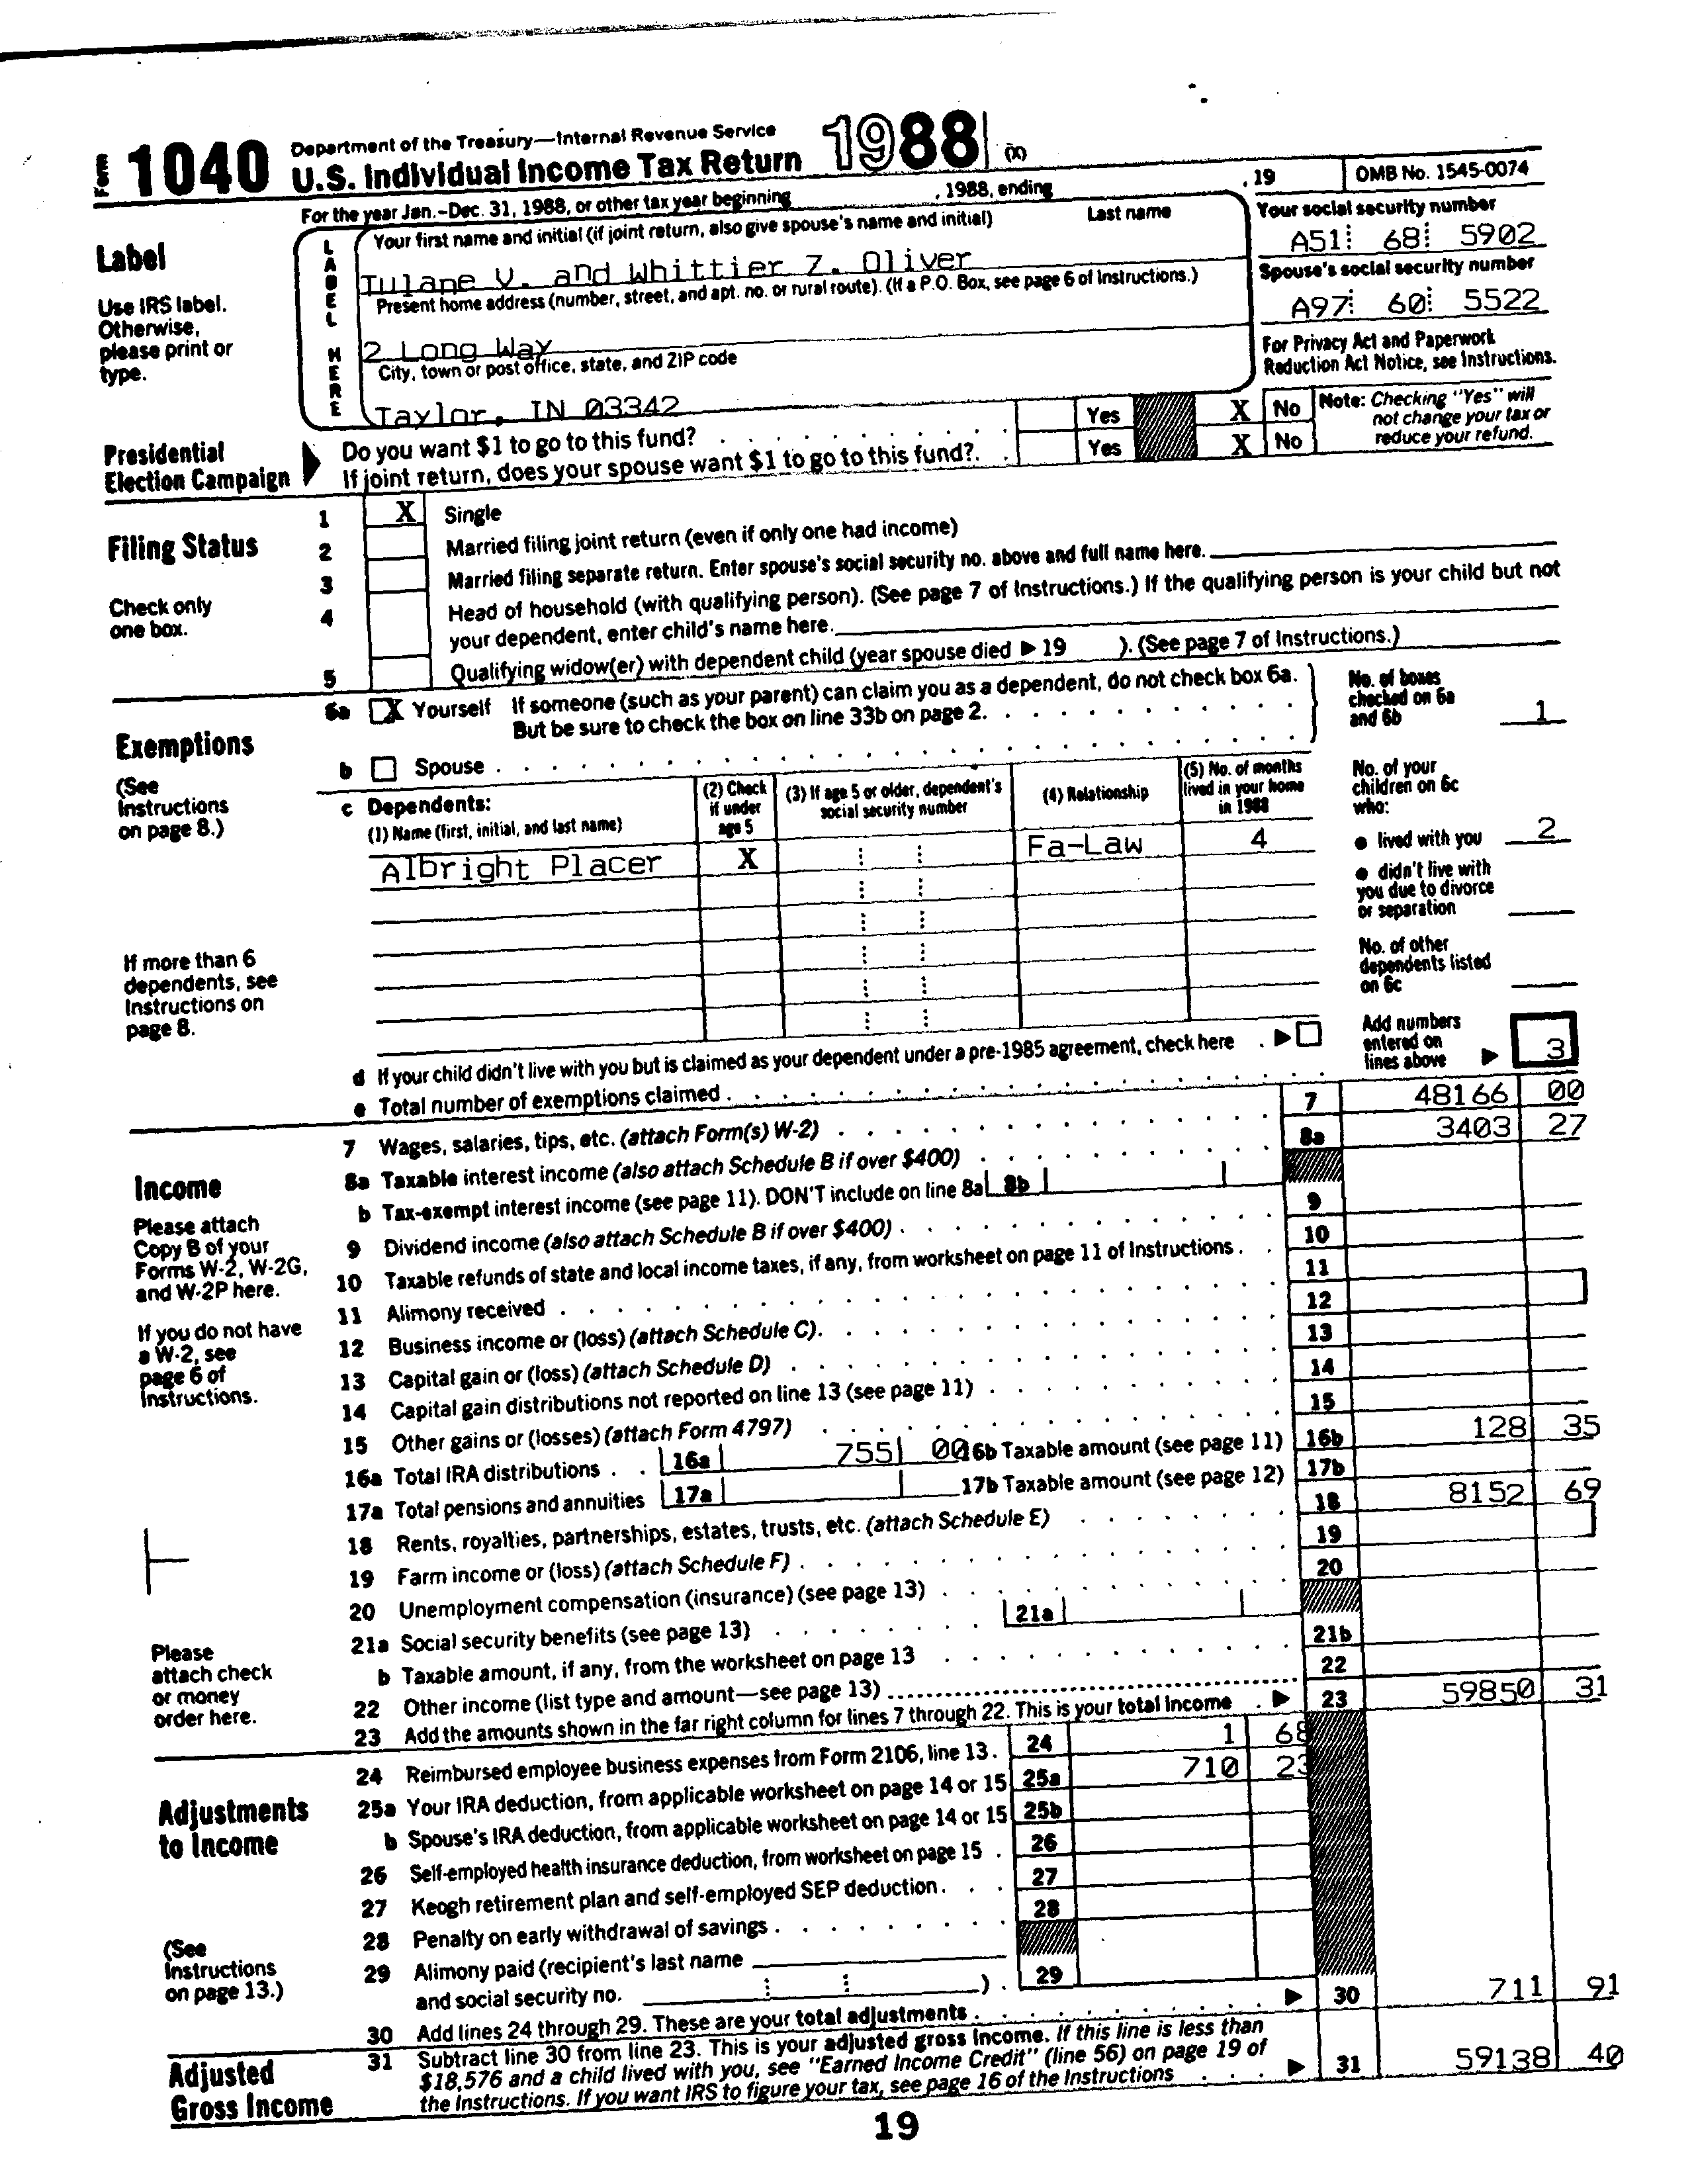 Form 1040 Department of the Treasury—Internal Revenue Service
U.S. Individual Income Tax Return 1988 (X)
For the year Jan.-Dec. 31, 1988, or other tax year beginning , 1988, ending , 19 OMB No. 1545-0074
Label
Use IRS label.
Otherwise,
please print or
type.
LABEL HERE
Your first name and initial (if joint return, also give spouse's name and initial) Last name
Tulane V. and Whittier Z. Oliver
Present home address (number, street, and apt. no. or rural route). (If a P.O. Box, see page 6 of Instructions.)
2 Long Way
City, town or post office, state, and ZIP code
Taylor, IN 03342
Your social security number
A51 68 5902
Spouse's social security number
A97 60 5522
For Privacy Act and Paperwork
Reduction Act Notice, see Instructions.
Presidential
Election Campaign
Do you want $1 to go to this fund? Yes X No
If joint return, does your spouse want $1 to go to this fund? Yes X No
Note: Checking "Yes" will
not change your tax or
reduce your refund.
Filing Status
Check only
one box.
1 X Single
2 Married filing joint return (even if only one had income)
3 Married filing separate return. Enter spouse's social security no. above and full name here.
4 Head of household (with qualifying person). (See page 7 of Instructions.) If the qualifying person is your child but not
your dependent, enter child's name here.
5 Qualifying widow(er) with dependent child (year spouse died ▶ 19 ). (See page 7 of Instructions.)
Exemptions
(See
Instructions
on page 8.)
If more than 6
dependents, see
Instructions on
page 8.
6a X Yourself If someone (such as your parent) can claim you as a dependent, do not check box 6a.
But be sure to check the box on line 33b on page 2.
b Spouse
No. of boxes
checked on 6a
and 6b 1
c Dependents:
(1) Name (first, initial, and last name)
(2) Check
if under
age 5
(3) If age 5 or older, dependent's
social security number
(4) Relationship
(5) No. of months
lived in your home
in 1988
Albright Placer X Fa-Law 4
No. of your
children on 6c
who:
● lived with you 2
● didn't live with
you due to divorce
or separation
No. of other
dependents listed
on 6c
d If your child didn't live with you but is claimed as your dependent under a pre-1985 agreement, check here ▶
e Total number of exemptions claimed
Add numbers
entered on
lines above ▶ 3
Income
Please attach
Copy B of your
Forms W-2, W-2G,
and W-2P here.
If you do not have
a W-2, see
page 6 of
Instructions.
Please
attach check
or money
order here.
7 Wages, salaries, tips, etc. (attach Form(s) W-2) 7 48166 00
8a Taxable interest income (also attach Schedule B if over $400) 8a 3403 27
b Tax-exempt interest income (see page 11). DON'T include on line 8a 8b
9 Dividend income (also attach Schedule B if over $400) 9
10 Taxable refunds of state and local income taxes, if any, from worksheet on page 11 of Instructions 10
11 Alimony received 11
12 Business income or (loss) (attach Schedule C) 12
13 Capital gain or (loss) (attach Schedule D) 13
14 Capital gain distributions not reported on line 13 (see page 11) 14
15 Other gains or (losses) (attach Form 4797) 15
16a Total IRA distributions 16a 755 00 16b Taxable amount (see page 11) 16b 128 35
17a Total pensions and annuities 17a 17b Taxable amount (see page 12) 17b
18 Rents, royalties, partnerships, estates, trusts, etc. (attach Schedule E) 18 8152 69
19 Farm income or (loss) (attach Schedule F) 19
20 Unemployment compensation (insurance) (see page 13) 20
21a Social security benefits (see page 13) 21a
b Taxable amount, if any, from the worksheet on page 13 21b
22 Other income (list type and amount—see page 13) 22
23 Add the amounts shown in the far right column for lines 7 through 22. This is your total income ▶ 23 59850 31
Adjustments
to Income
(See
Instructions
on page 13.)
24 Reimbursed employee business expenses from Form 2106, line 13. 24 1 68
25a Your IRA deduction, from applicable worksheet on page 14 or 15 25a 710 23
b Spouse's IRA deduction, from applicable worksheet on page 14 or 15 25b
26 Self-employed health insurance deduction, from worksheet on page 15 26
27 Keogh retirement plan and self-employed SEP deduction 27
28 Penalty on early withdrawal of savings 28
29 Alimony paid (recipient's last name
and social security no. ) 29
30 Add lines 24 through 29. These are your total adjustments ▶ 30 711 91
Adjusted
Gross Income
31 Subtract line 30 from line 23. This is your adjusted gross income. If this line is less than
$18,576 and a child lived with you, see "Earned Income Credit" (line 56) on page 19 of
the Instructions. If you want IRS to figure your tax, see page 16 of the Instructions ▶ 31 59138 40
19